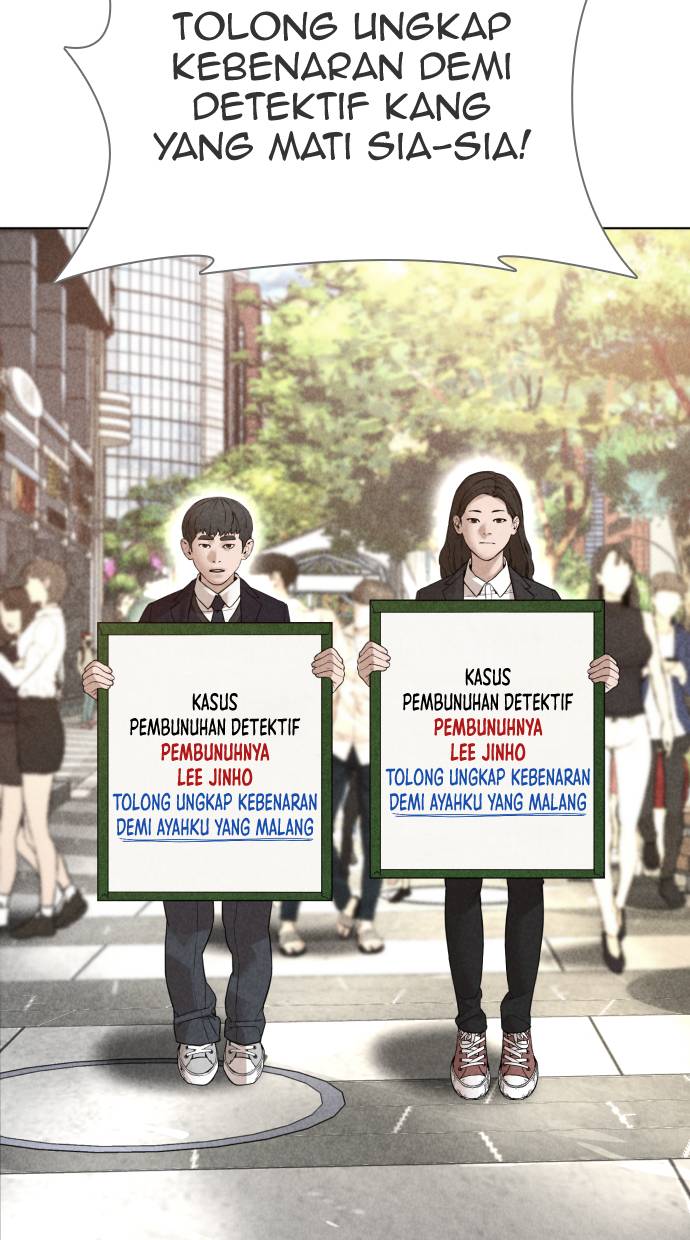 TOLONG UNGKAP
KEBENARAN DEMI
DETEKTIF KANG
YANG MATI SIA-SIA!
KASUS
PEMBUNUHAN DETEKTIF
PEMBUNUHNYA
LEE JINHO
TOLONG UNGKAP KEBENARAN
DEMI AYAHKU YANG MALANG
KASUS
PEMBUNUHAN DETEKTIF
PEMBUNUHNYA
LEE JINHO
TOLONG UNGKAP KEBENARAN
DEMI AYAHKU YANG MALANG